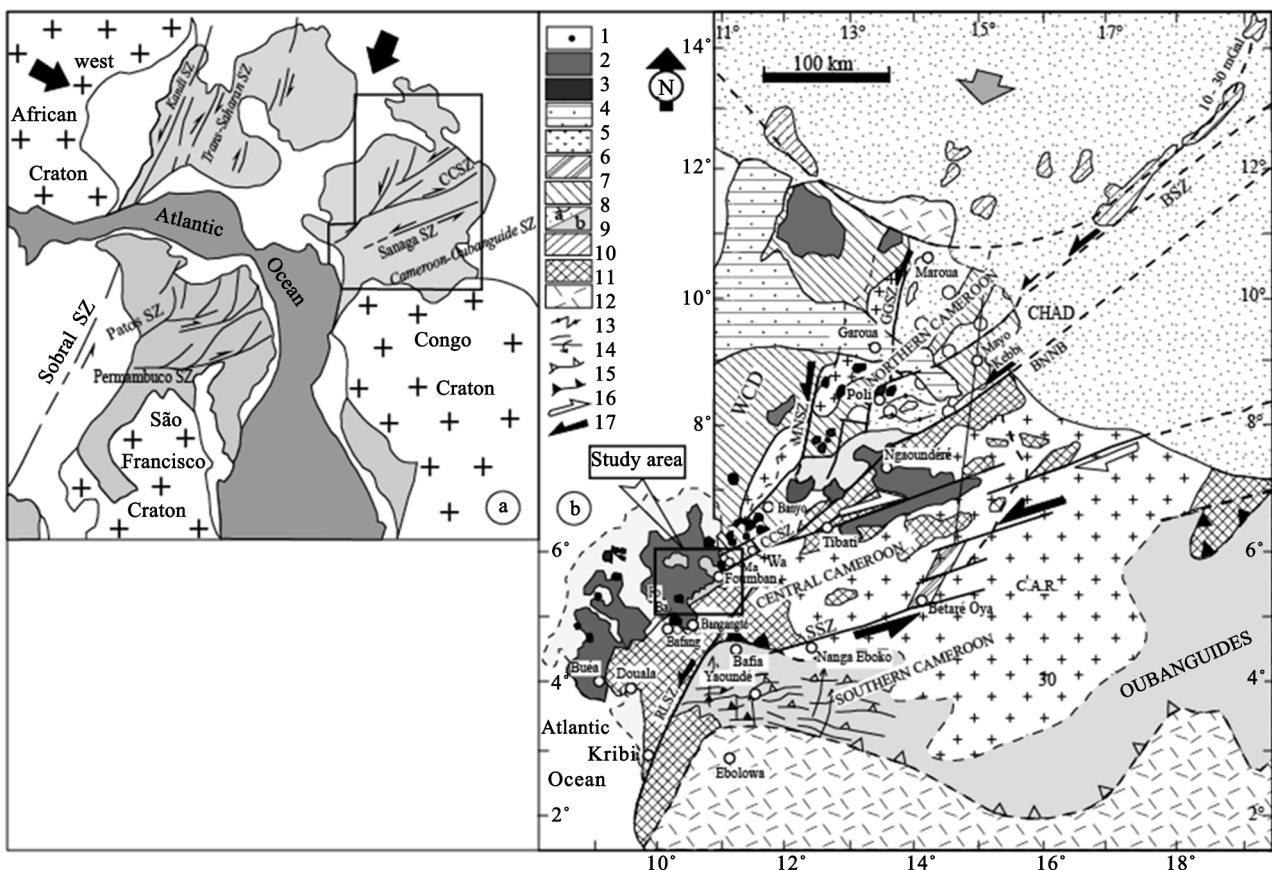 west
African
Craton
Kandi SZ
Trans-Saharan SZ
CCSZ
Sanaga SZ
Cameroon-Oubanguide SZ
Atlantic
Ocean
Sobral SZ
Patos SZ
Permambuco SZ
São
Francisco
Craton
Congo
Craton
a
1
2
3
4
5
6
7
8
a b
9
10
11
12
13
14
15
16
17
Study area
b
N
100 km
11° 13° 15° 17°
14°
12°
10°
8°
6°
4°
2°
12°
10°
8°
6°
4°
2°
10° 12° 14° 16° 18°
10 - 30 mGal
BSZ
Maroua
GGSZ
NORTHERN CAMEROON
CHAD
Garoua
Mayo
Kebbi
BNNB
Poli
WCD
MNSZ
Ngaoundéré
Banyo
CCSZ
Tibati
Wa
Ma
Foumban
CENTRAL CAMEROON
Fo
Ba
Bangangté
Bafang
C.A.R.
Bétaré Oya
SSZ
Buea
Douala
Bafia
Nanga Eboko
Yaoundé
SOUTHERN CAMEROON
30
OUBANGUIDES
RLSZ
Atlantic
Kribi
Ocean
Ebolowa